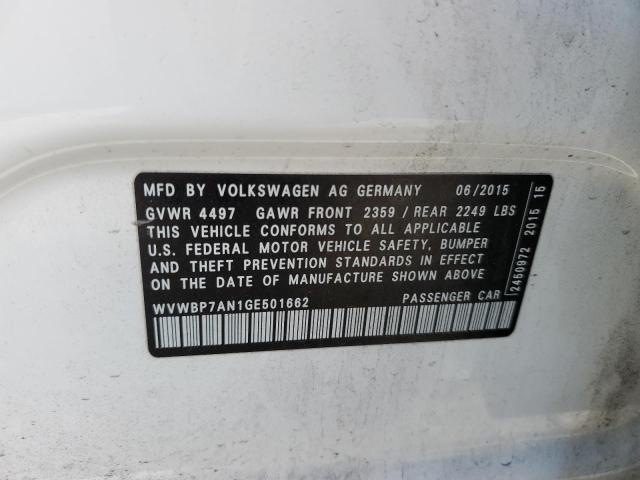 MFD BY VOLKSWAGEN AG GERMANY 06/2015
GVWR 4497 GAWR FRONT 2359 / REAR 2249 LBS
THIS VEHICLE CONFORMS TO ALL APPLICABLE
U.S. FEDERAL MOTOR VEHICLE SAFETY, BUMPER
AND THEFT PREVENTION STANDARDS IN EFFECT
ON THE DATE OF MANUFACTURE SHOWN ABOVE
WVWBP7AN1GE501662 PASSENGER CAR
2450972 2015 15